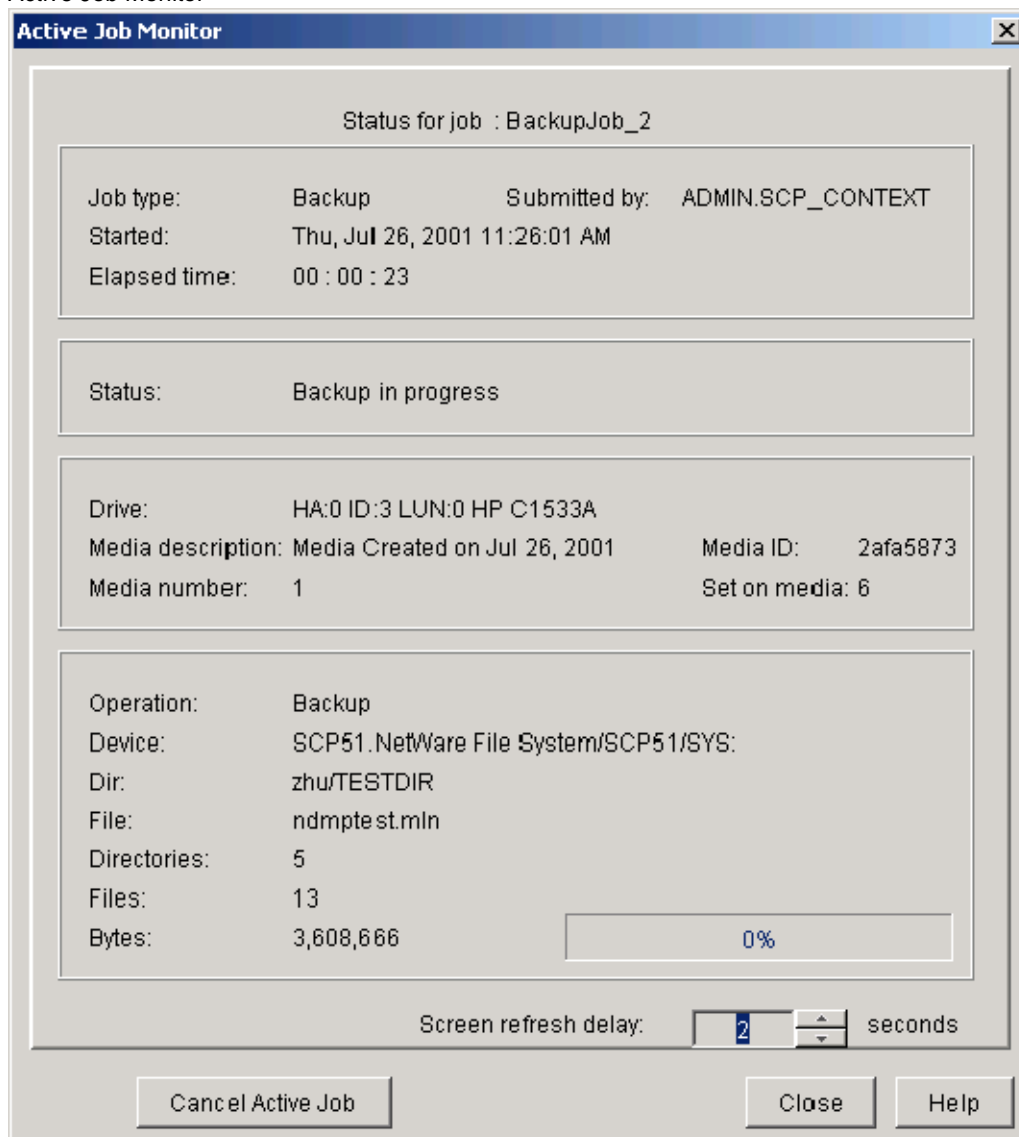 Active Job Monitor
Active Job Monitor
Status for job : BackupJob_2
Job type: Backup Submitted by: ADMIN.SCP_CONTEXT
Started: Thu, Jul 26, 2001 11:26:01 AM
Elapsed time: 00 : 00 : 23
Status: Backup in progress
Drive: HA:0 ID:3 LUN:0 HP C1533A
Media description: Media Created on Jul 26, 2001 Media ID: 2afa5873
Media number: 1 Set on media: 6
Operation: Backup
Device: SCP51.NetWare File System/SCP51/SYS:
Dir: zhu/TESTDIR
File: ndmptest.mln
Directories: 5
Files: 13
Bytes: 3,608,666 0%
Screen refresh delay: 2 seconds
Cancel Active Job Close Help